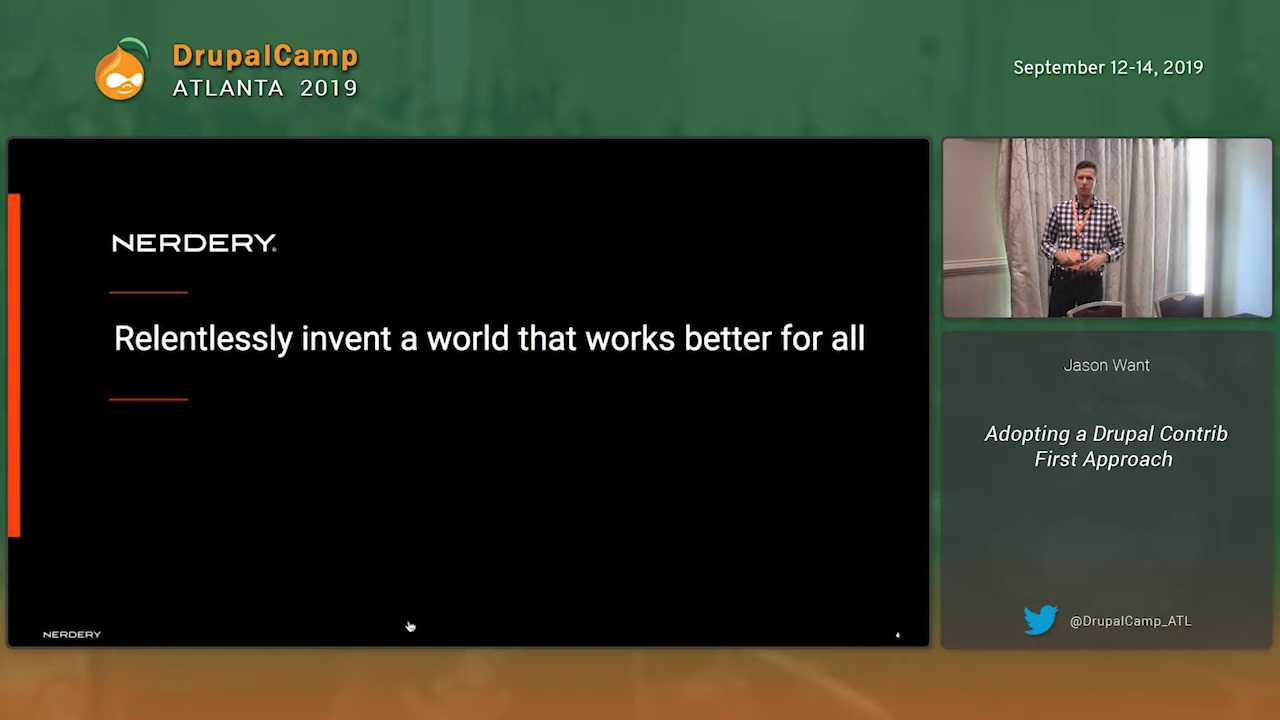 DrupalCamp
ATLANTA 2019
September 12-14, 2019
NERDERY.
Relentlessly invent a world that works better for all
NERDERY
4
Jason Want
Adopting a Drupal Contrib
First Approach
@DrupalCamp_ATL